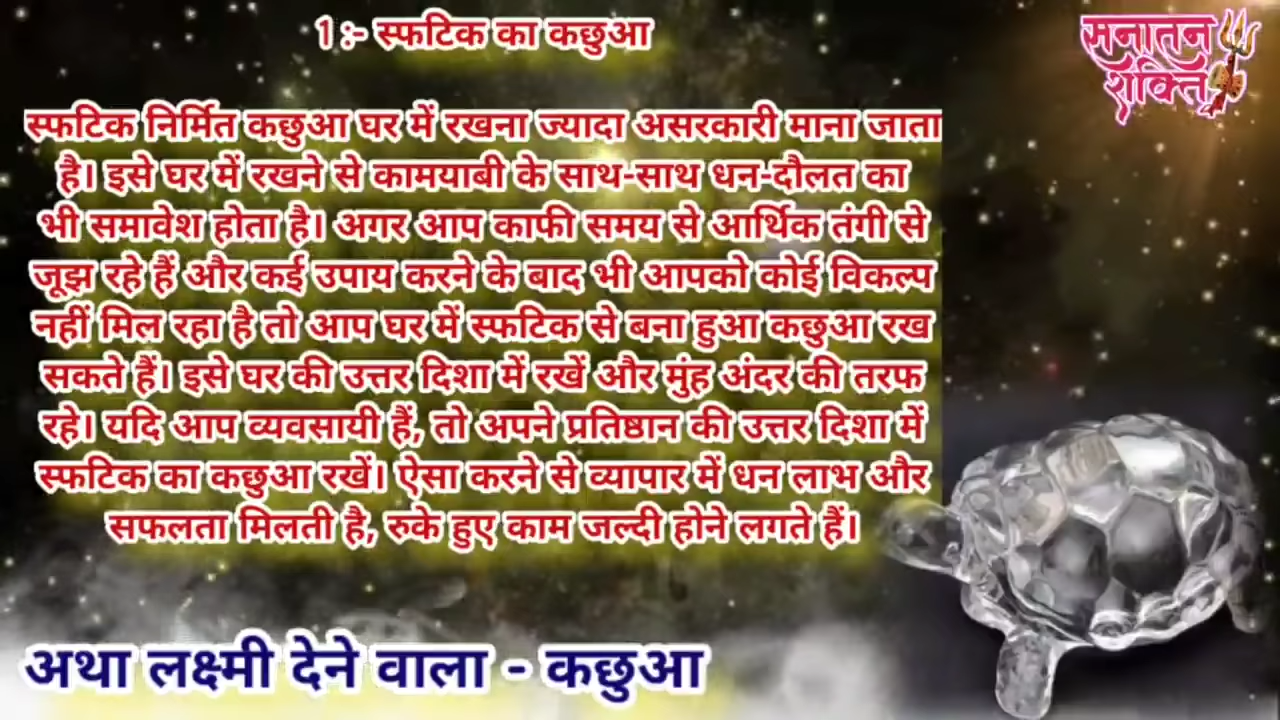 1 :- स्फटिक का कछुआ
सनातन
शक्ति
स्फटिक निर्मित कछुआ घर में रखना ज्यादा असरकारी माना जाता
है। इसे घर में रखने से कामयाबी के साथ-साथ धन-दौलत का
भी समावेश होता है। अगर आप काफी समय से आर्थिक तंगी से
जूझ रहे हैं और कई उपाय करने के बाद भी आपको कोई विकल्प
नहीं मिल रहा है तो आप घर में स्फटिक से बना हुआ कछुआ रख
सकते हैं। इसे घर की उत्तर दिशा में रखें और मुंह अंदर की तरफ
रहे। यदि आप व्यवसायी हैं, तो अपने प्रतिष्ठान की उत्तर दिशा में
स्फटिक का कछुआ रखें। ऐसा करने से व्यापार में धन लाभ और
सफलता मिलती है, रुके हुए काम जल्दी होने लगते हैं।
अथा लक्ष्मी देने वाला - कछुआ